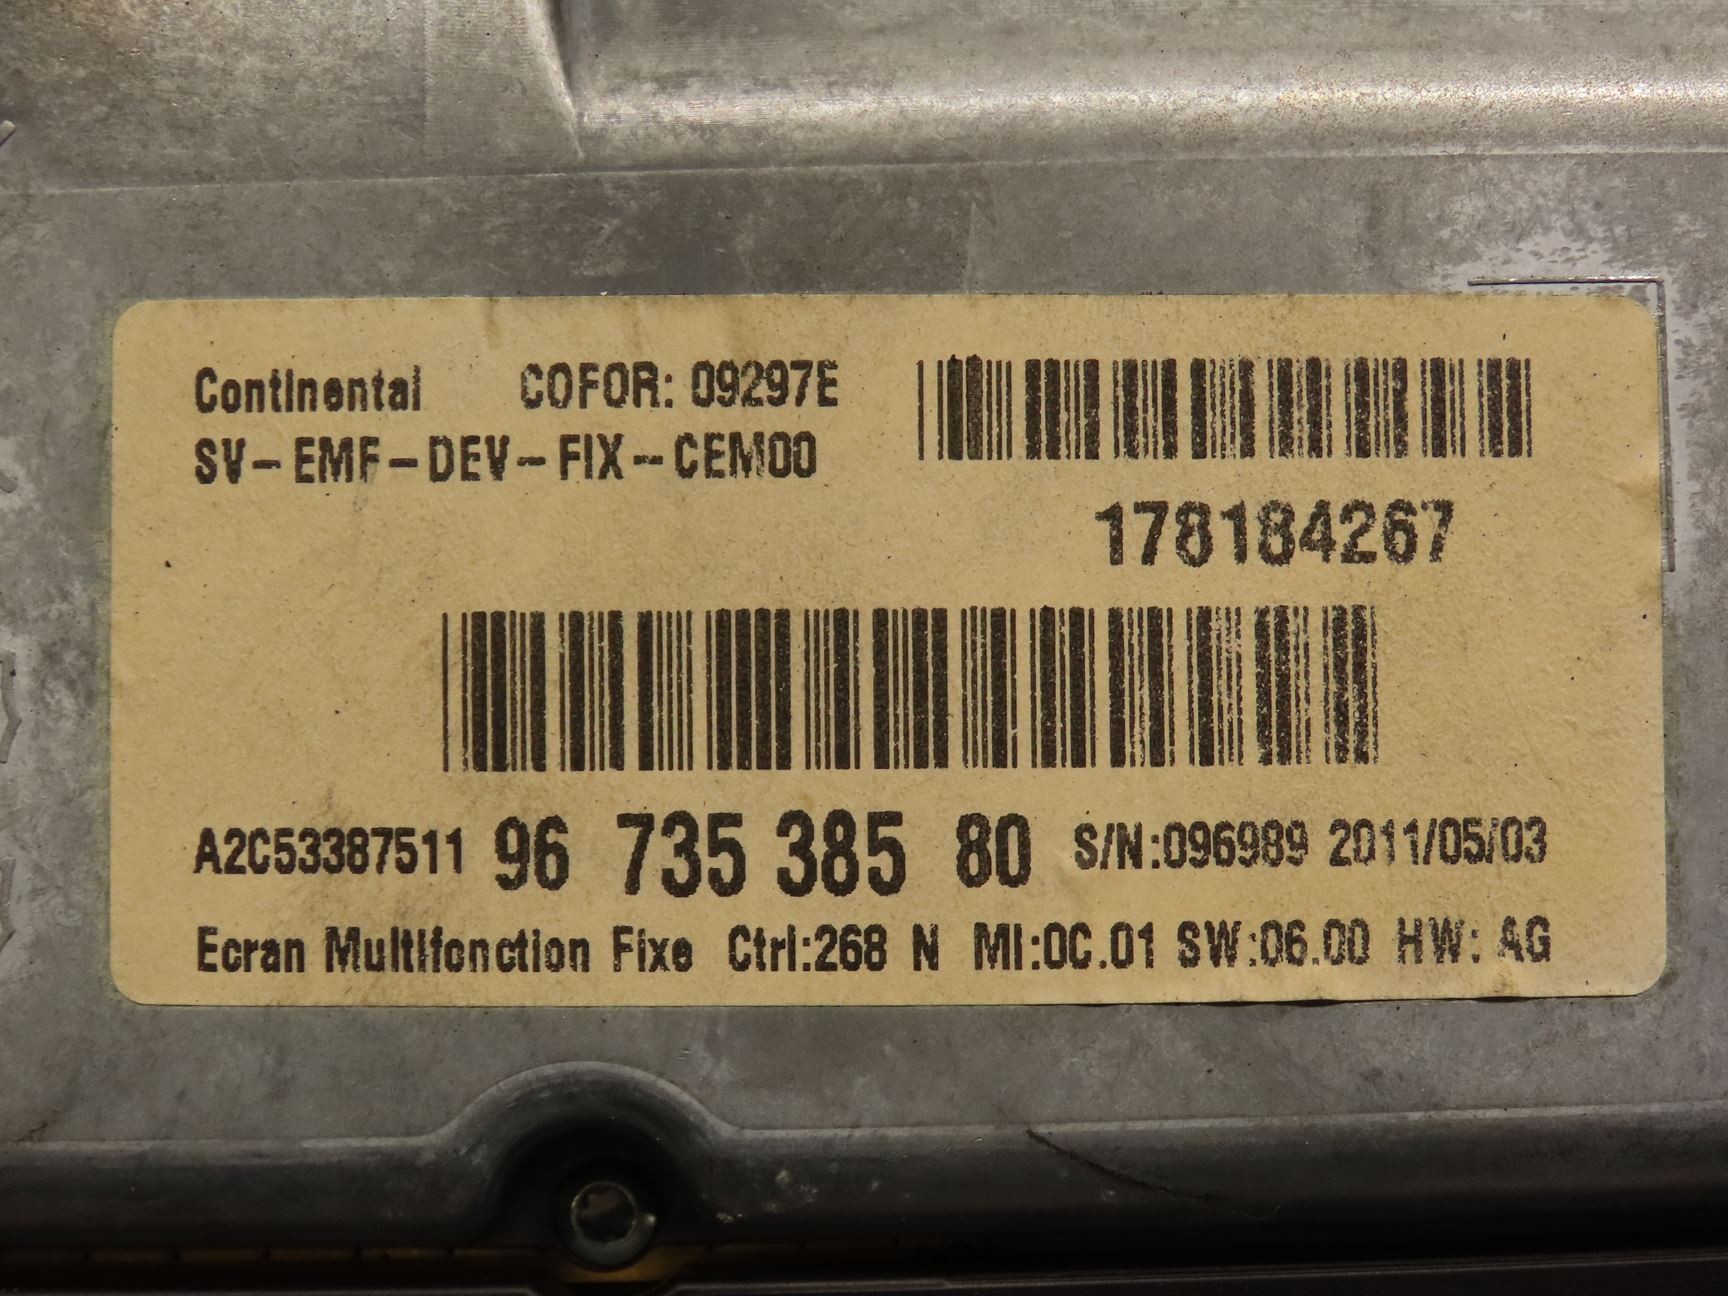 Continental COFOR: 09297E
SV-EMF-DEV-FIX-CEM00
178184267
A2C53387511 96 735 385 80 S/N:096989 2011/05/03
Ecran Multifonction Fixe Ctrl:268 N MI:0C.01 SW:06.00 HW: AG